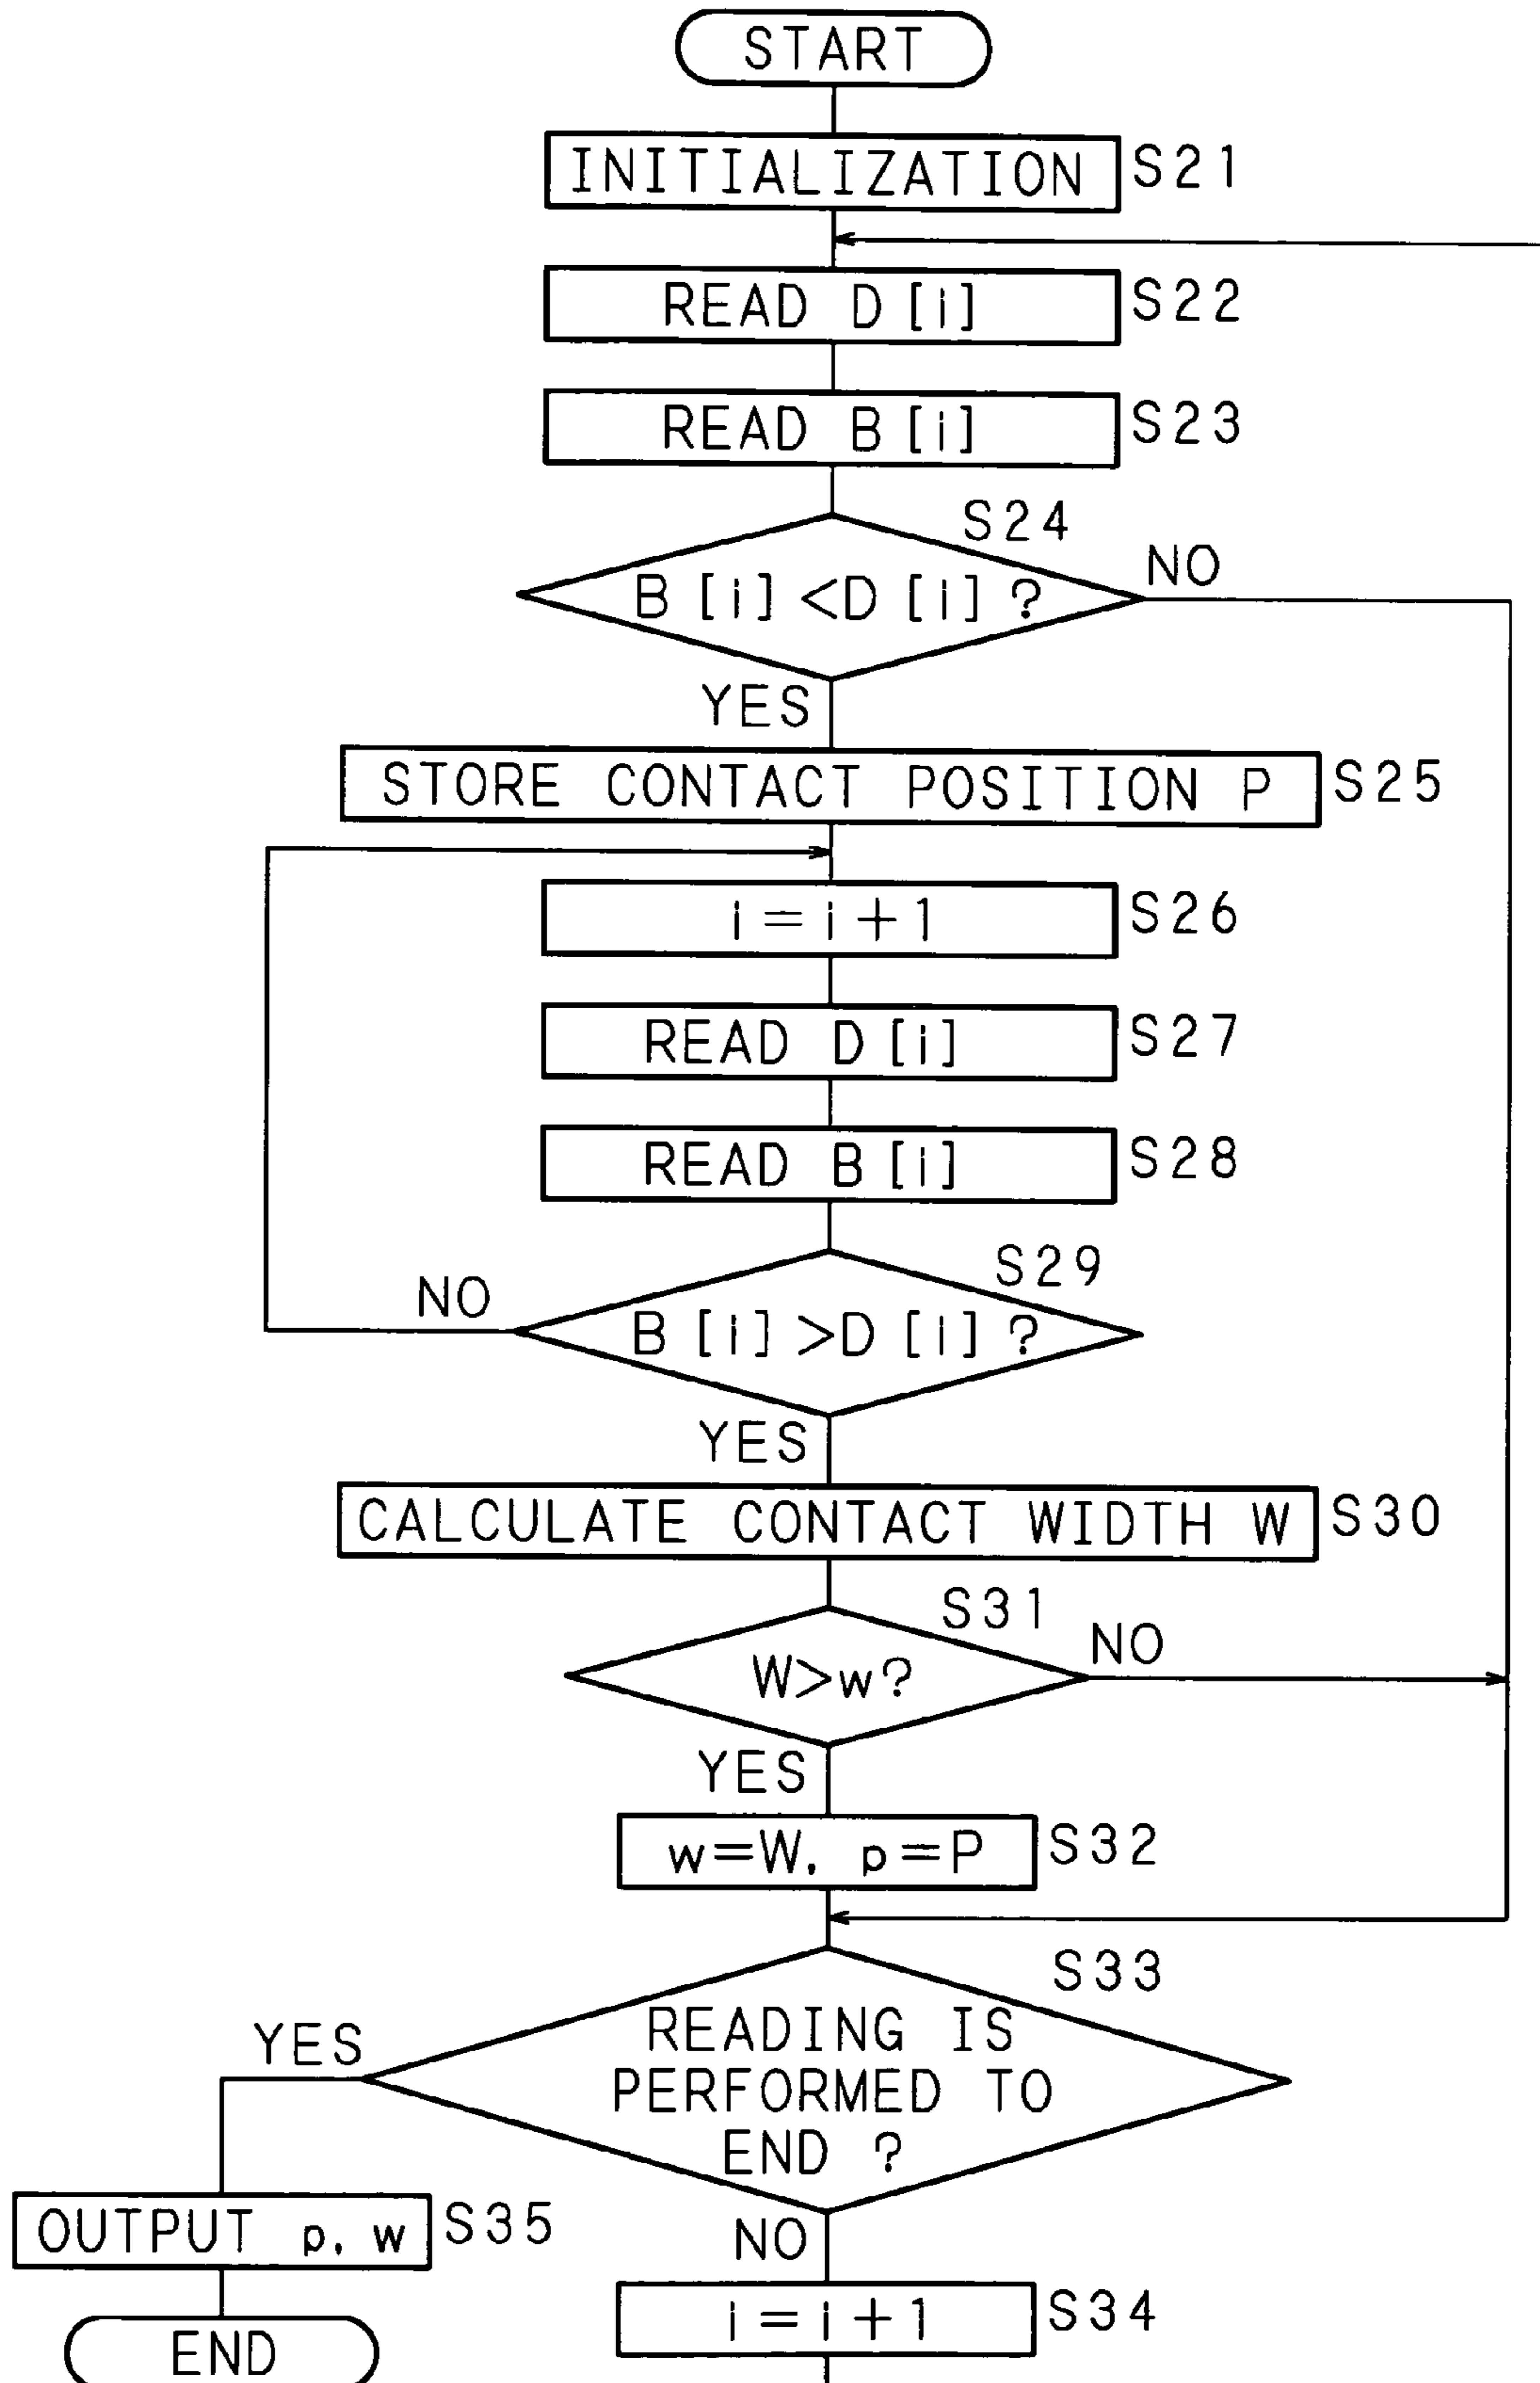 START
INITIALIZATION S21
READ D[i] S22
READ B[i] S23
S24
B[i]<D[i]? NO
YES
STORE CONTACT POSITION P S25
i=i+1 S26
READ D[i] S27
READ B[i] S28
S29
NO B[i]>D[i]?
YES
CALCULATE CONTACT WIDTH W S30
S31
W>w? NO
YES
w=W, p=P S32
S33
YES READING IS
PERFORMED TO
END ?
OUTPUT p, w S35
NO
i=i+1 S34
END